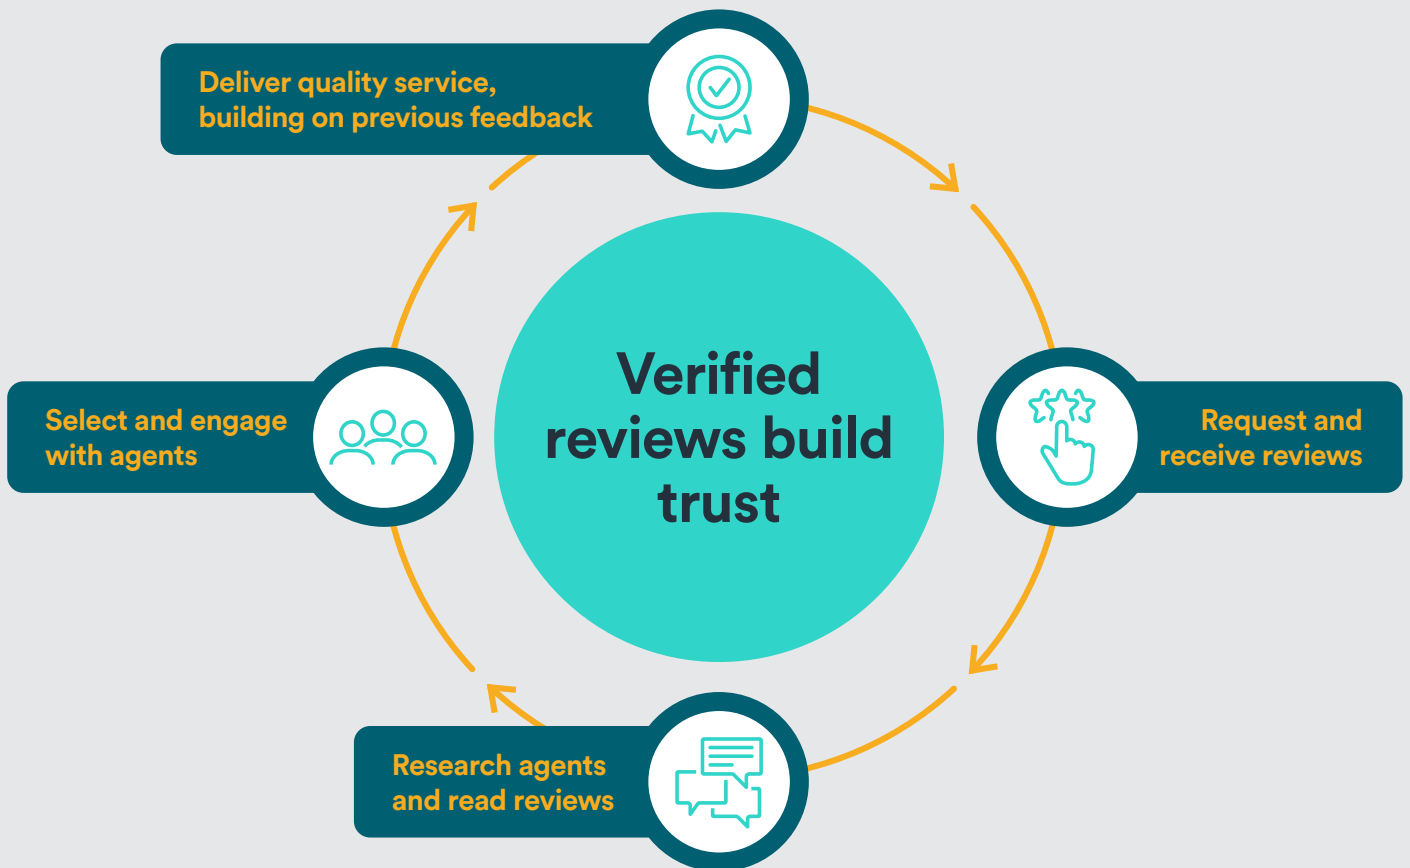 Deliver quality service,
building on previous feedback
Verified
reviews build
trust
Select and engage
with agents
Request and
receive reviews
Research agents
and read reviews